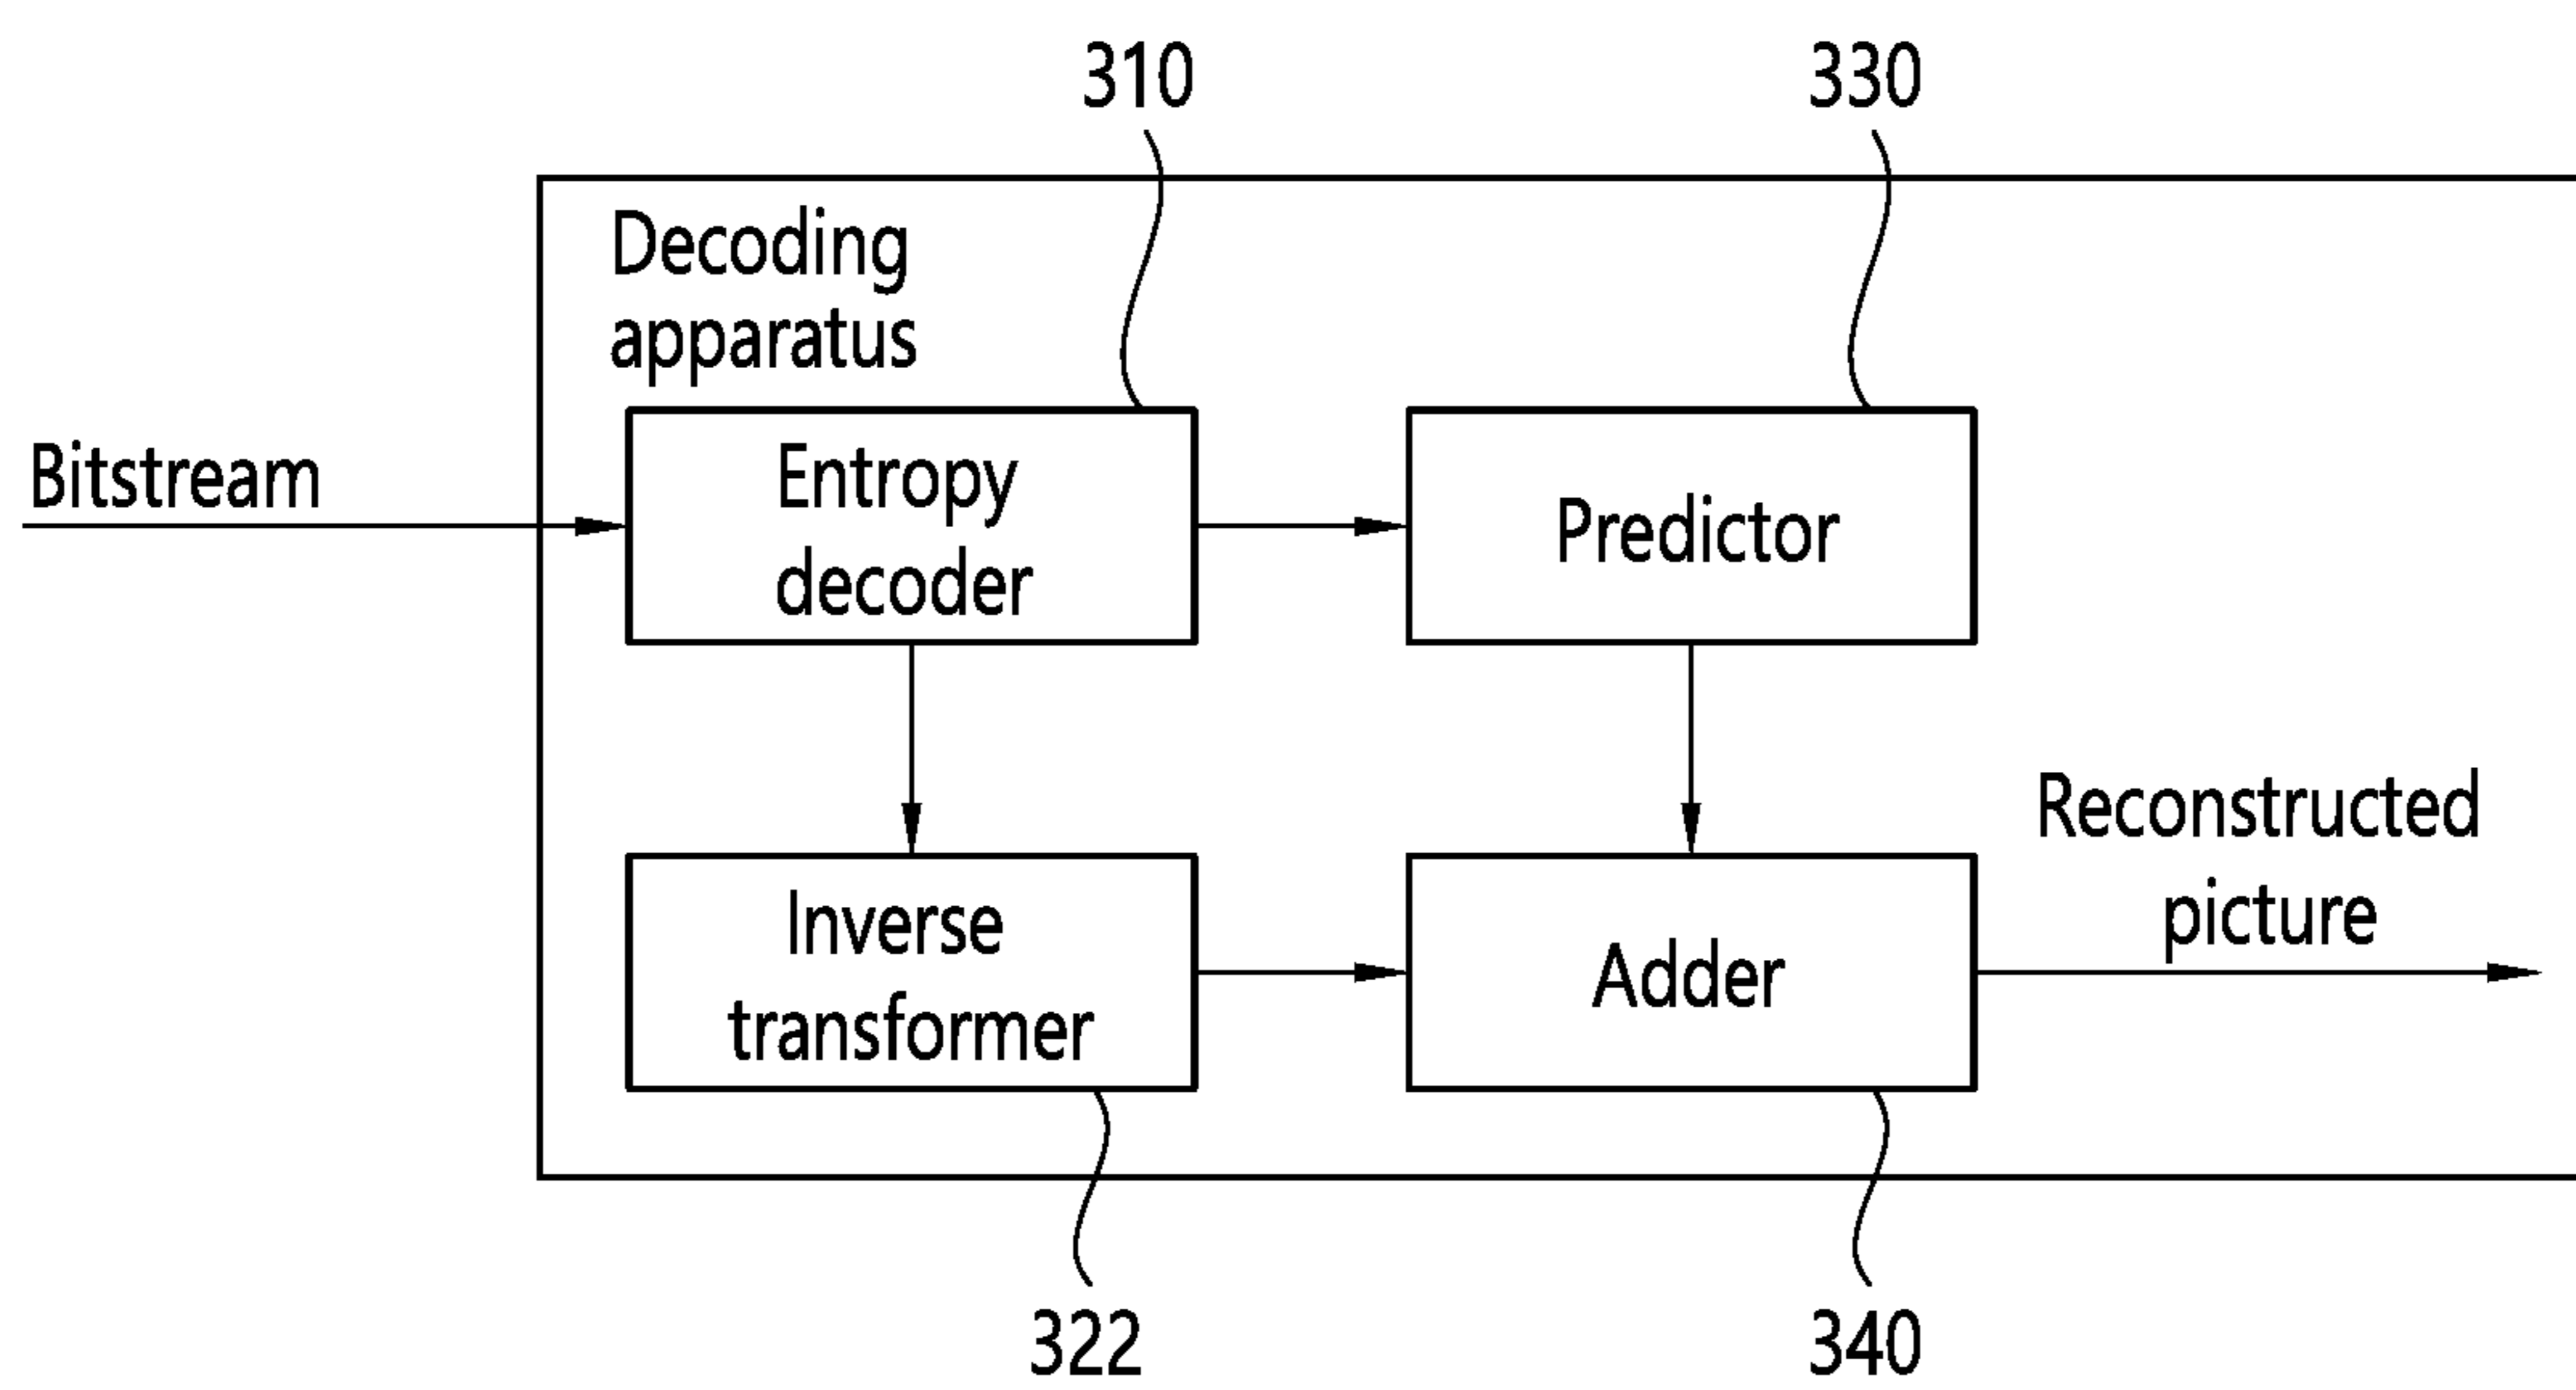 310
330
Decoding
apparatus
Bitstream
Entropy
decoder
Predictor
Reconstructed
picture
Inverse
transformer
Adder
322
340